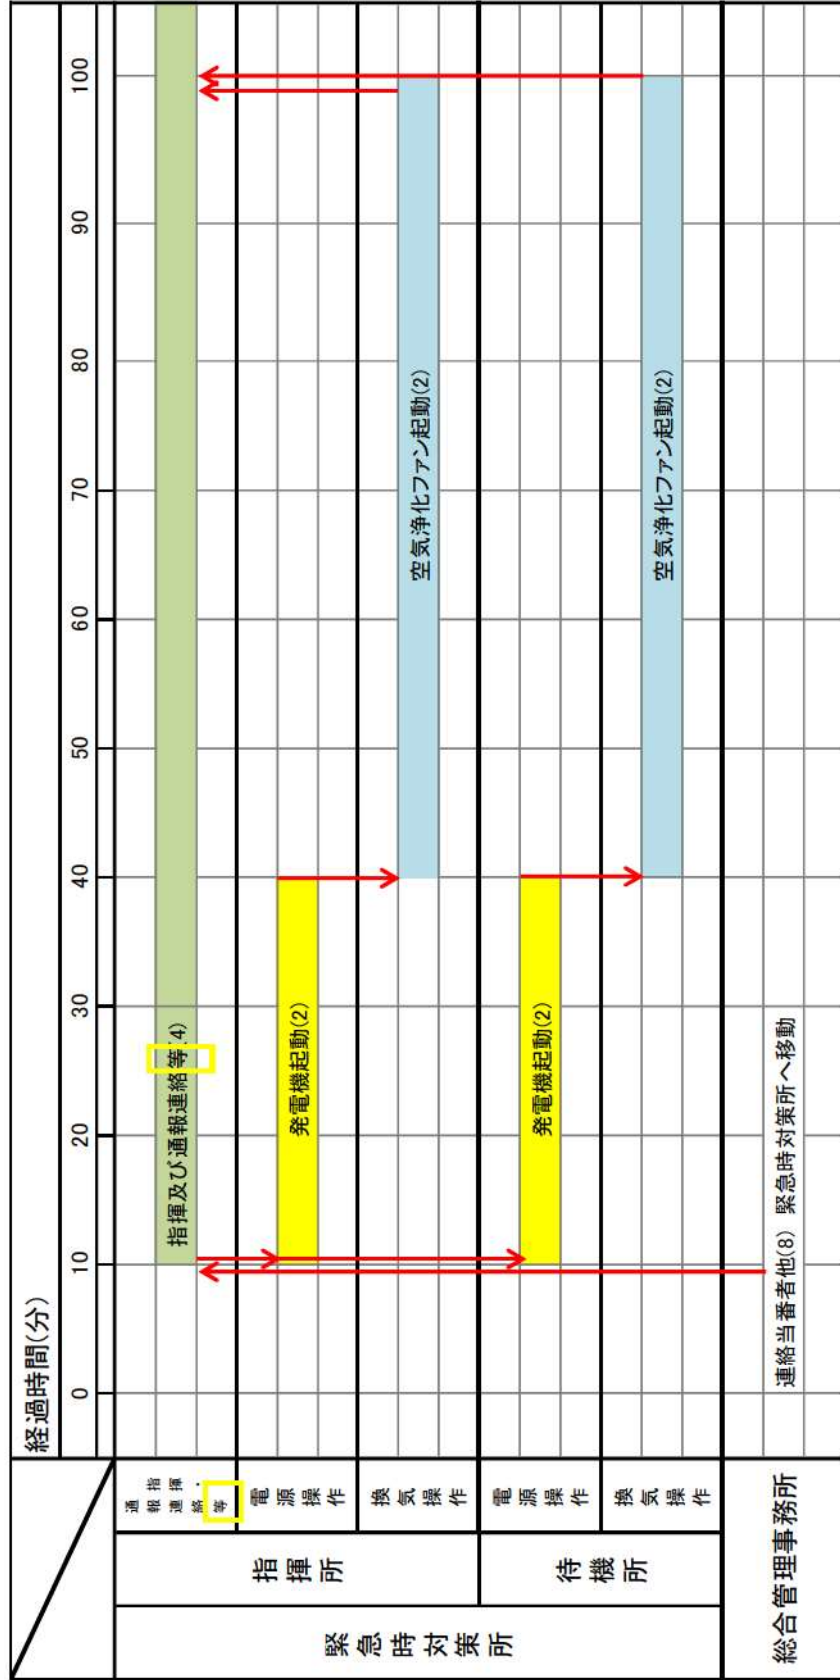 経過時間(分)
0 10 20 30 40 50 60 70 80 90 100
緊急時対策所
指揮所
指揮・
通報連絡
等
指揮及び通報連絡等(4)
電源操作
発電機起動(2)
換気操作
空気浄化ファン起動(2)
待機所
電源操作
発電機起動(2)
換気操作
空気浄化ファン起動(2)
総合管理事務所
連絡当番者他(8) 緊急時対策所へ移動